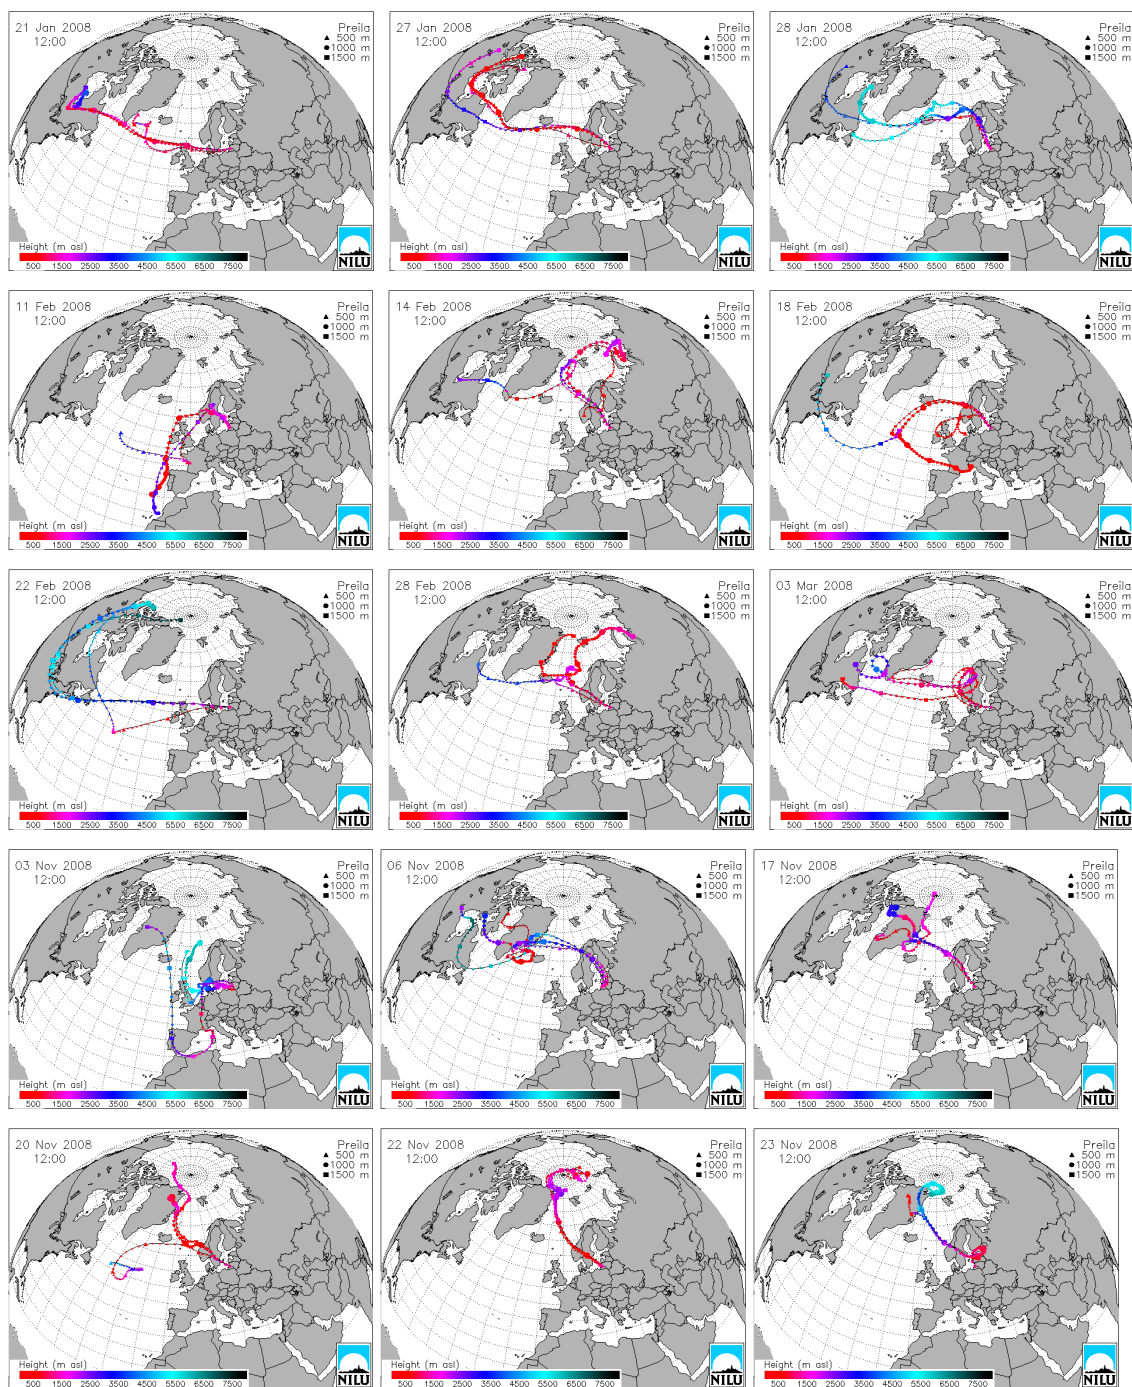 21 Jan 2008 Preila
12:00 ▲ 500 m
● 1000 m
■ 1500 m
Height (m asl)
500 1500 2500 3500 4500 5500 6500 7500
NILU
27 Jan 2008 Preila
12:00 ▲ 500 m
● 1000 m
■ 1500 m
Height (m asl)
500 1500 2500 3500 4500 5500 6500 7500
NILU
28 Jan 2008 Preila
12:00 ▲ 500 m
● 1000 m
■ 1500 m
Height (m asl)
500 1500 2500 3500 4500 5500 6500 7500
NILU
11 Feb 2008 Preila
12:00 ▲ 500 m
● 1000 m
■ 1500 m
Height (m asl)
500 1500 2500 3500 4500 5500 6500 7500
NILU
14 Feb 2008 Preila
12:00 ▲ 500 m
● 1000 m
■ 1500 m
Height (m asl)
500 1500 2500 3500 4500 5500 6500 7500
NILU
18 Feb 2008 Preila
12:00 ▲ 500 m
● 1000 m
■ 1500 m
Height (m asl)
500 1500 2500 3500 4500 5500 6500 7500
NILU
22 Feb 2008 Preila
12:00 ▲ 500 m
● 1000 m
■ 1500 m
Height (m asl)
500 1500 2500 3500 4500 5500 6500 7500
NILU
28 Feb 2008 Preila
12:00 ▲ 500 m
● 1000 m
■ 1500 m
Height (m asl)
500 1500 2500 3500 4500 5500 6500 7500
NILU
03 Mar 2008 Preila
12:00 ▲ 500 m
● 1000 m
■ 1500 m
Height (m asl)
500 1500 2500 3500 4500 5500 6500 7500
NILU
03 Nov 2008 Preila
12:00 ▲ 500 m
● 1000 m
■ 1500 m
Height (m asl)
500 1500 2500 3500 4500 5500 6500 7500
NILU
06 Nov 2008 Preila
12:00 ▲ 500 m
● 1000 m
■ 1500 m
Height (m asl)
500 1500 2500 3500 4500 5500 6500 7500
NILU
17 Nov 2008 Preila
12:00 ▲ 500 m
● 1000 m
■ 1500 m
Height (m asl)
500 1500 2500 3500 4500 5500 6500 7500
NILU
20 Nov 2008 Preila
12:00 ▲ 500 m
● 1000 m
■ 1500 m
Height (m asl)
500 1500 2500 3500 4500 5500 6500 7500
NILU
22 Nov 2008 Preila
12:00 ▲ 500 m
● 1000 m
■ 1500 m
Height (m asl)
500 1500 2500 3500 4500 5500 6500 7500
NILU
23 Nov 2008 Preila
12:00 ▲ 500 m
● 1000 m
■ 1500 m
Height (m asl)
500 1500 2500 3500 4500 5500 6500 7500
NILU